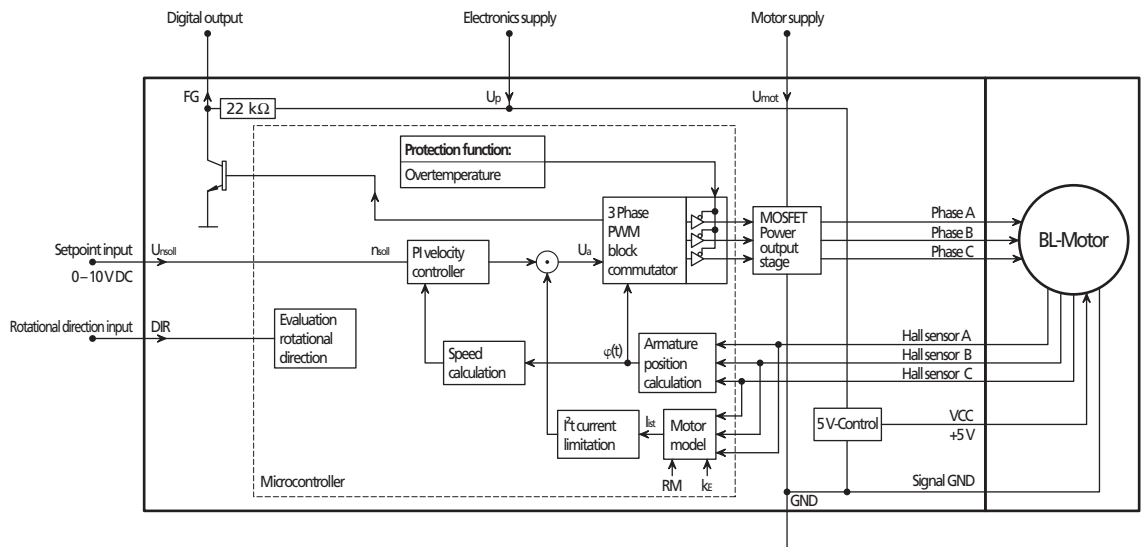 Digital output
Electronics supply
Motor supply
FG
22 kΩ
Up
Umot
Protection function:
Overtemperature
3 Phase
PWM
block
commutator
MOSFET
Power
output
stage
Phase A
Phase B
Phase C
BL-Motor
Setpoint input
0–10 V DC
Unsoll
nsoll
PI velocity
controller
Ua
Rotational direction input
DIR
Evaluation
rotational
direction
Speed
calculation
φ(t)
Armature
position
calculation
Hall sensor A
Hall sensor B
Hall sensor C
I²t current
limitation
Iist
Motor
model
RM
kE
5 V-Control
VCC
+5 V
Microcontroller
Signal GND
GND